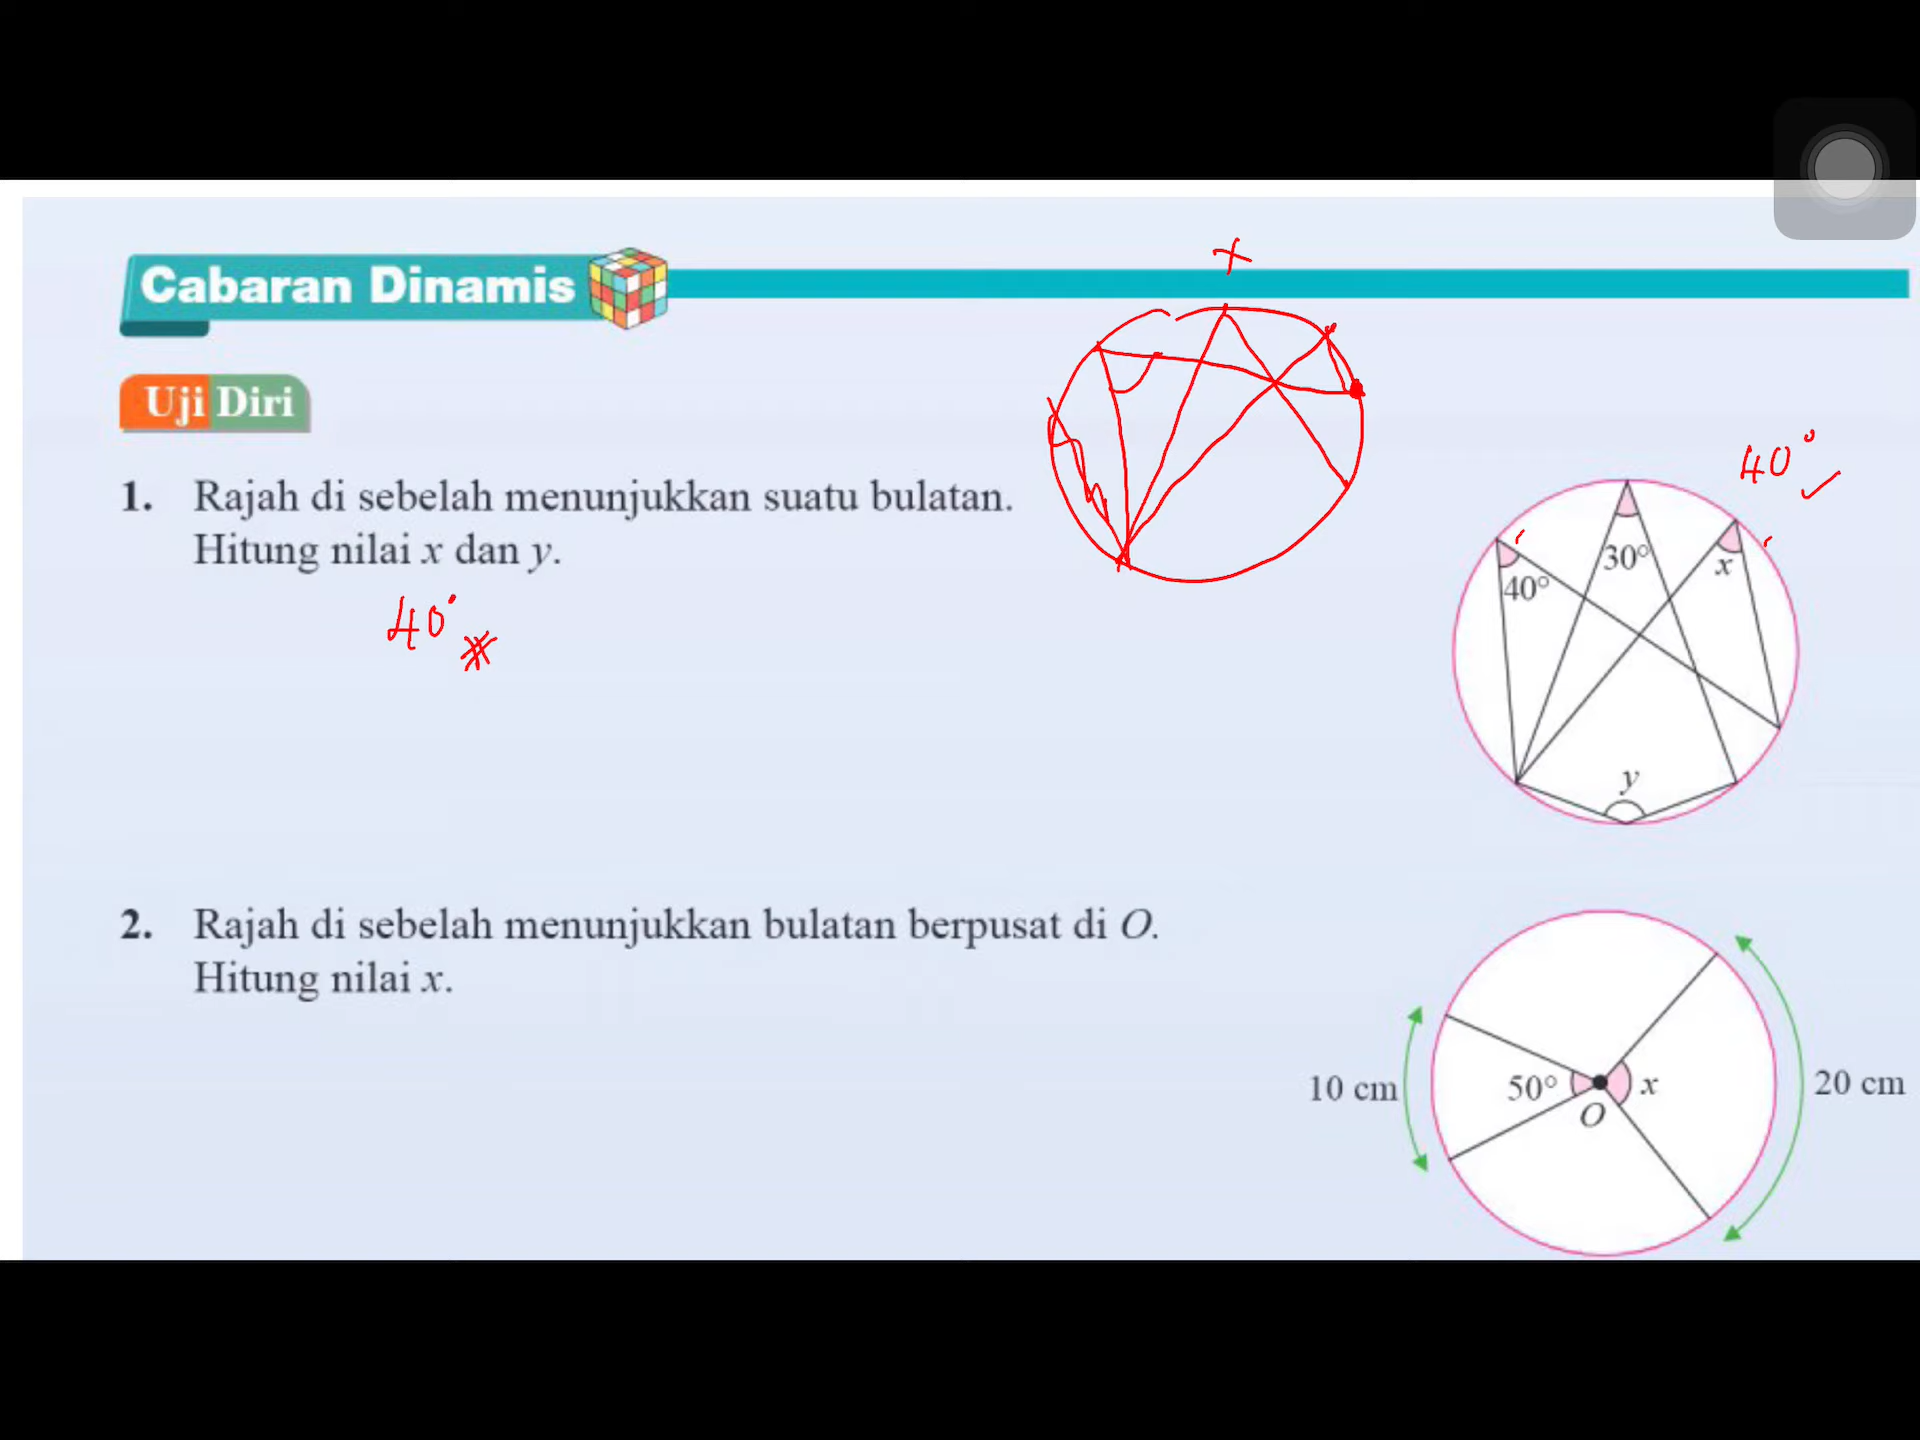 Cabaran Dinamis
Uji Diri
1. Rajah di sebelah menunjukkan suatu bulatan.
Hitung nilai x dan y.
40°
x
40°
40°
30°
x
y
2. Rajah di sebelah menunjukkan bulatan berpusat di O.
Hitung nilai x.
10 cm
50°
O
x
20 cm